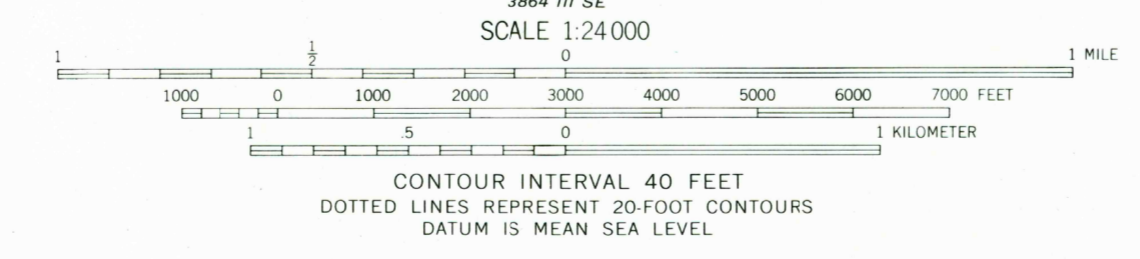 3864 III SE
SCALE 1:24 000
1 ½ 0 1 MILE
1000 0 1000 2000 3000 4000 5000 6000 7000 FEET
1 .5 0 1 KILOMETER
CONTOUR INTERVAL 40 FEET
DOTTED LINES REPRESENT 20-FOOT CONTOURS
DATUM IS MEAN SEA LEVEL